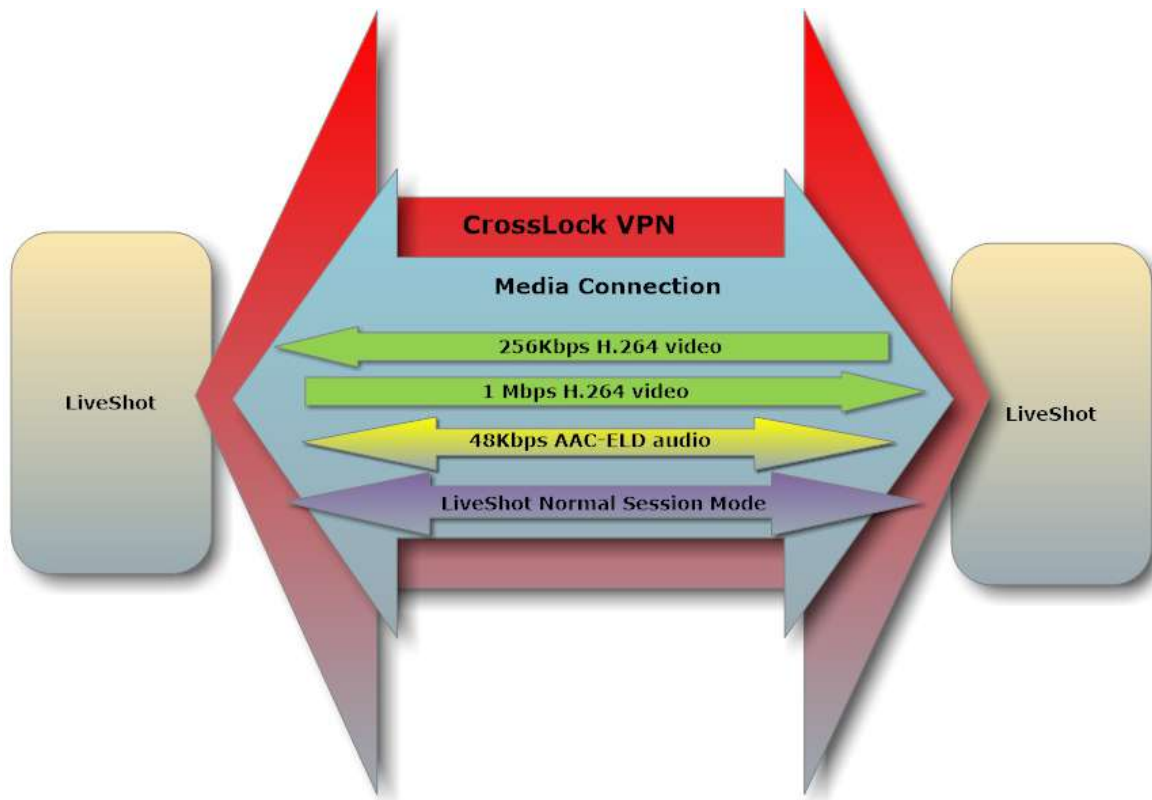 CrossLock VPN
Media Connection
256Kbps H.264 video
1 Mbps H.264 video
LiveShot
LiveShot
48Kbps AAC-ELD audio
LiveShot Normal Session Mode